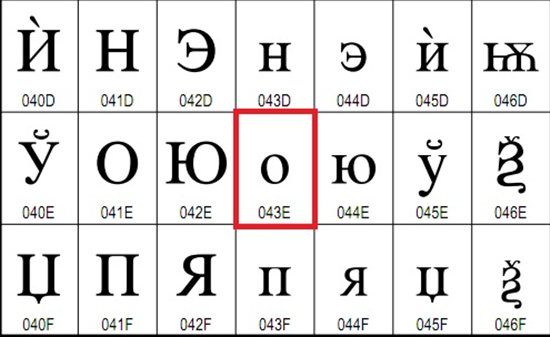 Ѝ Н Э н э ѝ ѭ
040D 041D 042D 043D 044D 045D 046D
Ў О Ю о ю ў Ѯ
040E 041E 042E 043E 044E 045E 046E
Џ П Я п я џ ѯ
040F 041F 042F 043F 044F 045F 046F